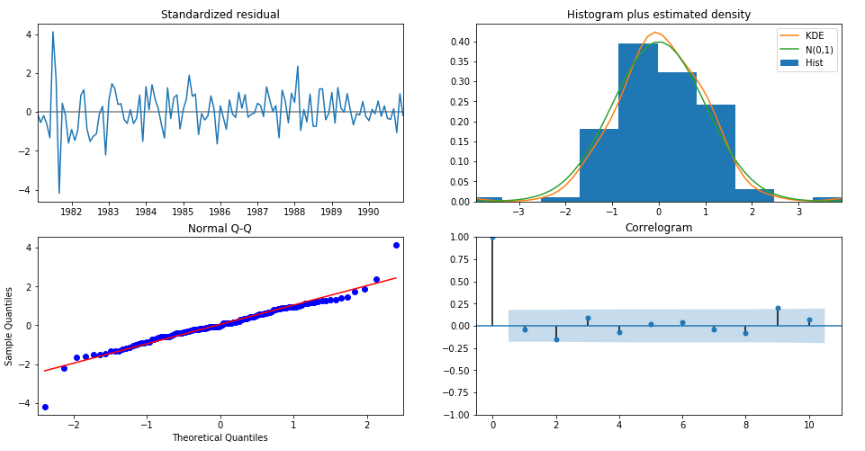 Standardized residual
4
2
0
−2
−4
1982 1983 1984 1985 1986 1987 1988 1989 1990
Histogram plus estimated density
KDE
N(0,1)
Hist
0.40
0.35
0.30
0.25
0.20
0.15
0.10
0.05
0.00
−3 −2 −1 0 1 2 3
Normal Q-Q
Sample Quantiles
4
2
0
−2
−4
−2 −1 0 1 2
Theoretical Quantiles
Correlogram
1.00
0.75
0.50
0.25
0.00
−0.25
−0.50
−0.75
−1.00
0 2 4 6 8 10